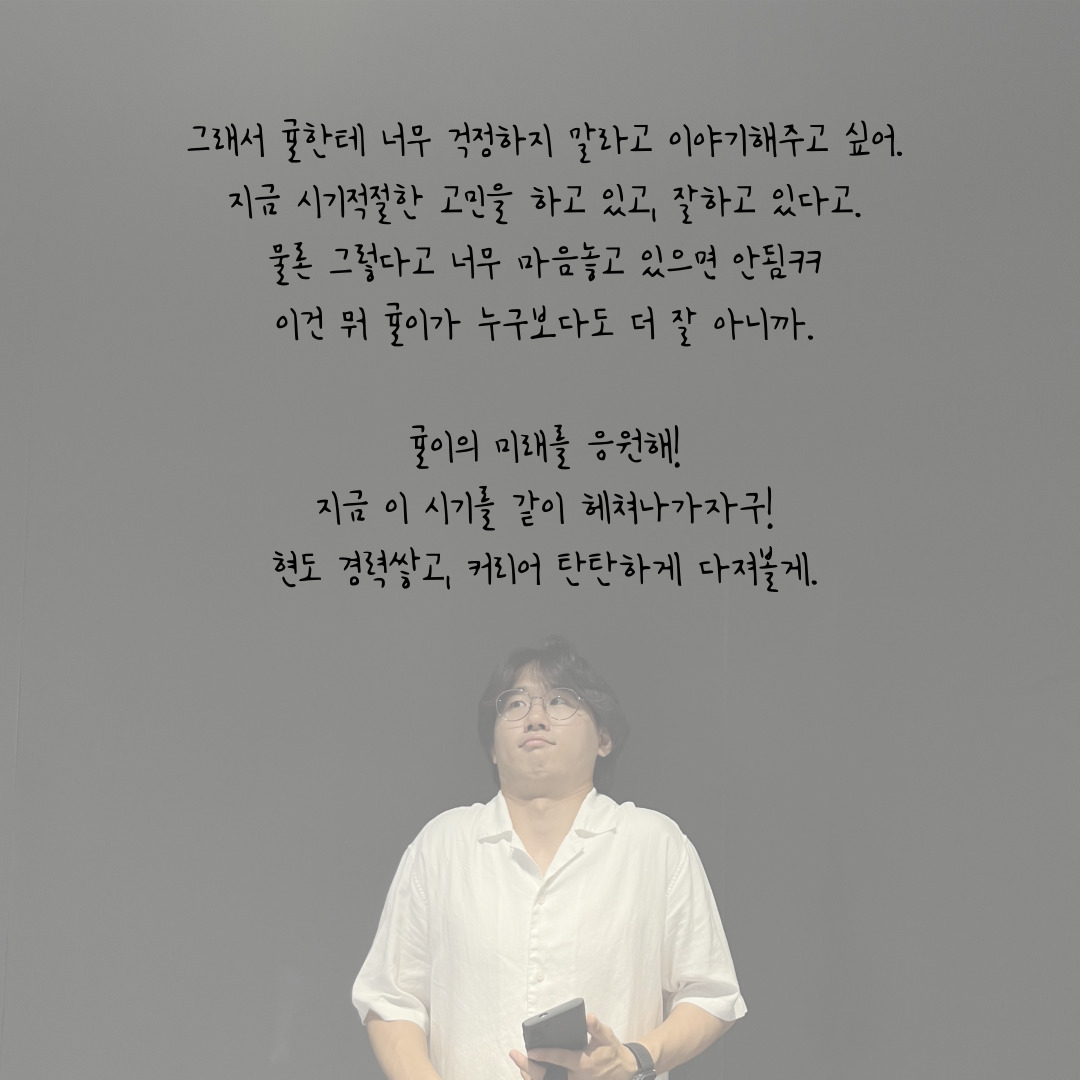 그래서 귤한테 너무 걱정하지 말라고 이야기해주고 싶어.
지금 시기적절한 고민을 하고 있고, 잘하고 있다고.
물론 그렇다고 너무 마음놓고 있으면 안됨ㅋㅋ
이건 뭐 귤이가 누구보다도 더 잘 아니까.
귤이의 미래를 응원해!
지금 이 시기를 같이 헤쳐나가자구!
현도 경력쌓고, 커리어 탄탄하게 다져볼게.